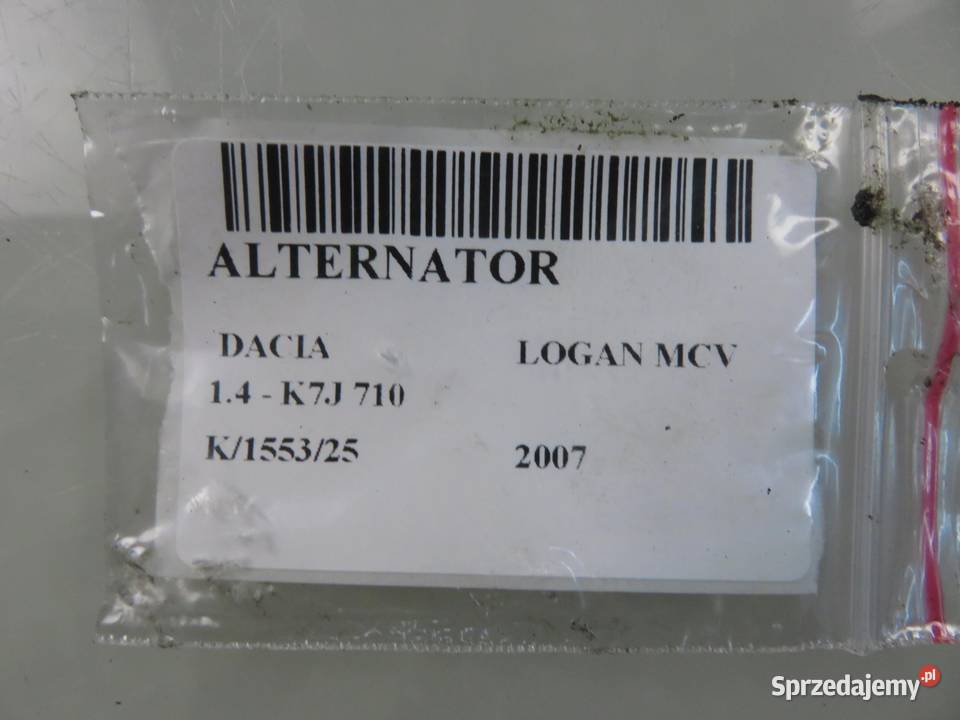 ALTERNATOR
DACIA LOGAN MCV
1.4 - K7J 710
K/1553/25 2007
Sprzedajemy.pl